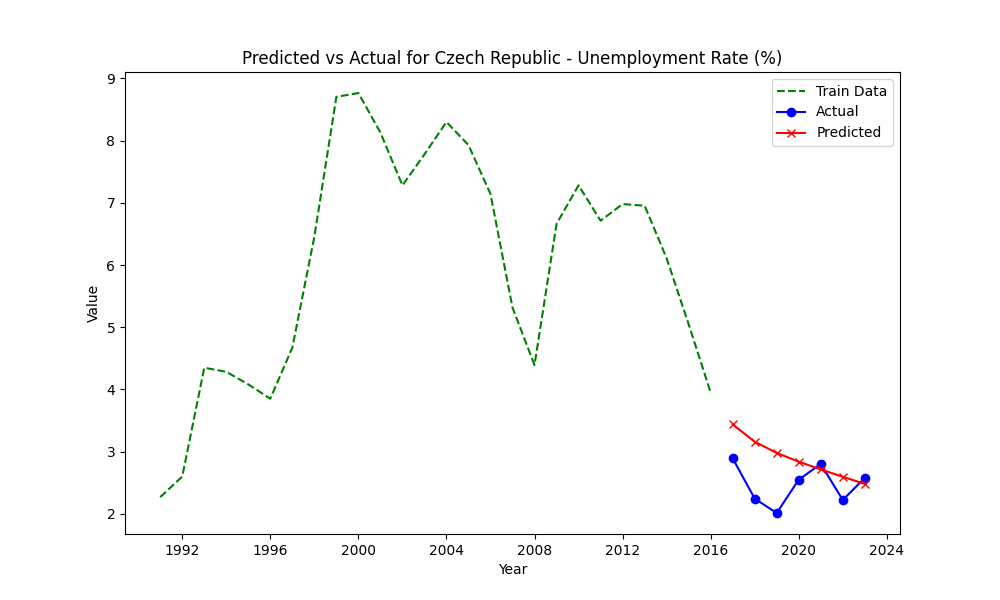 Predicted vs Actual for Czech Republic - Unemployment Rate (%)
Train Data
Actual
Predicted
Value
9
8
7
6
5
4
3
2
1992 1996 2000 2004 2008 2012 2016 2020 2024
Year